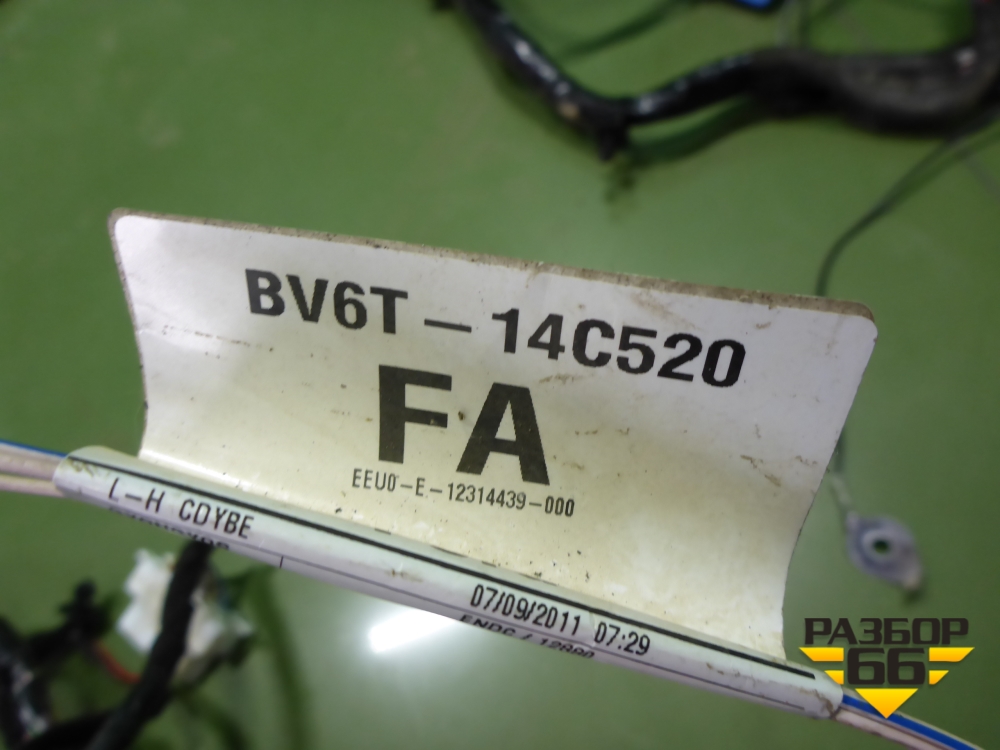 BV6T-14C520
FA
EEU0-E-12314439-000
L-H CDYBE
07/09/2011 07:29
РАЗБОР
66